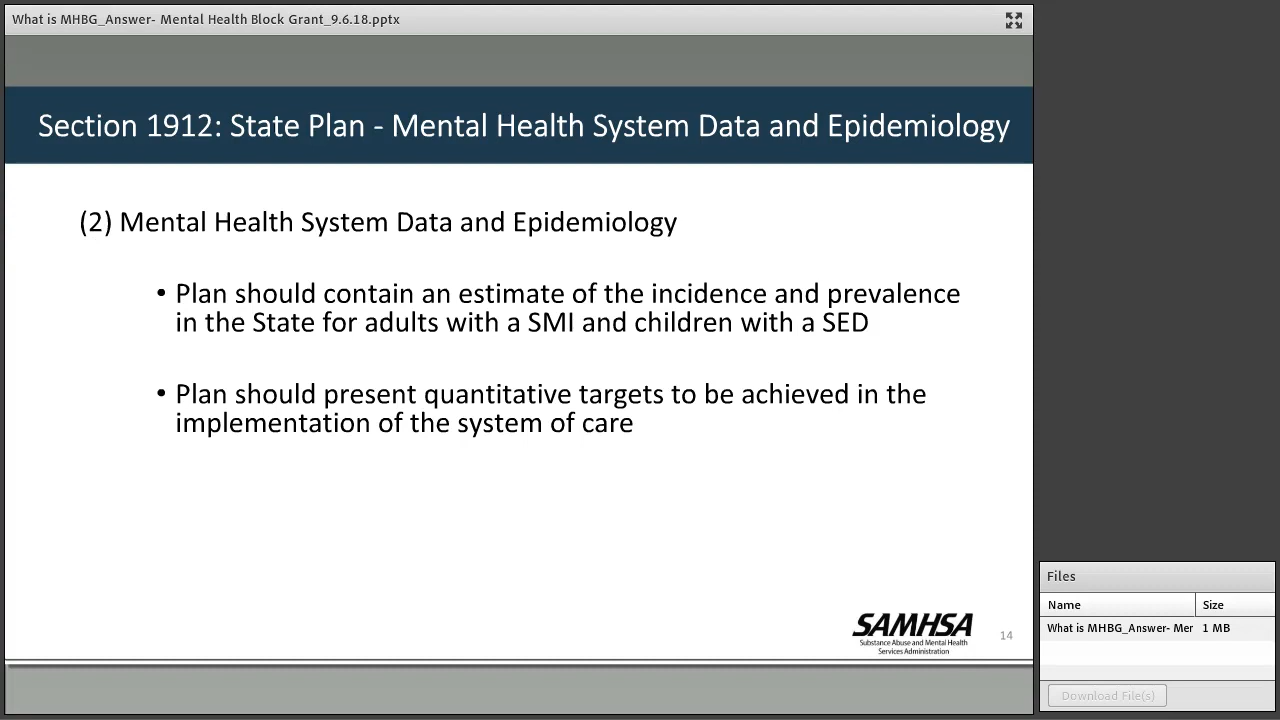 What is MHBG_Answer- Mental Health Block Grant_9.6.18.pptx
Section 1912: State Plan - Mental Health System Data and Epidemiology
(2) Mental Health System Data and Epidemiology
• Plan should contain an estimate of the incidence and prevalence
in the State for adults with a SMI and children with a SED
• Plan should present quantitative targets to be achieved in the
implementation of the system of care
SAMHSA
Substance Abuse and Mental Health
Services Administration
14
Files
Name Size
What is MHBG_Answer- Mer 1 MB
Download File(s)